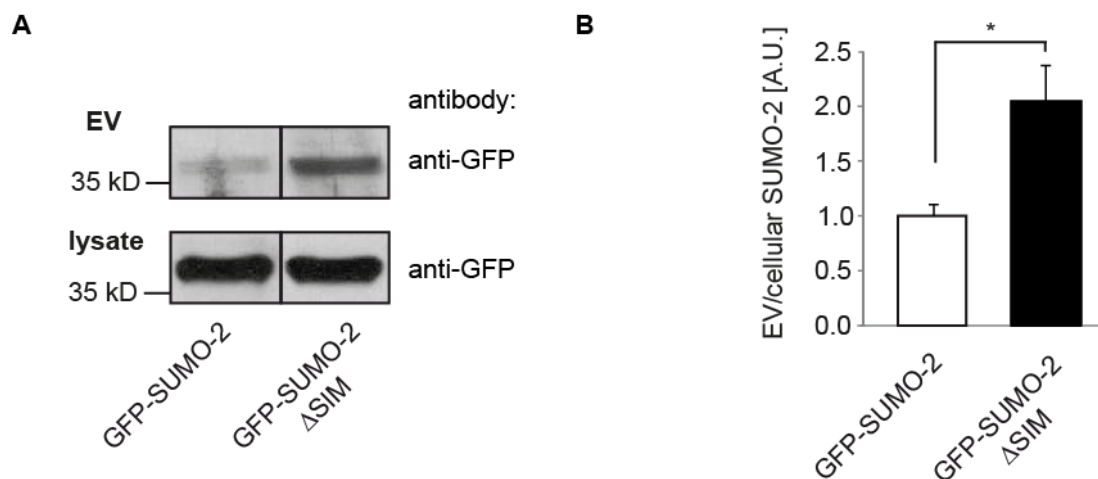 A
antibody:
EV
anti-GFP
35 kD
lysate
anti-GFP
35 kD
GFP-SUMO-2
GFP-SUMO-2
ΔSIM
B
EV/cellular SUMO-2 [A.U.]
2.5
2.0
1.5
1.0
0.5
0.0
*
GFP-SUMO-2
GFP-SUMO-2
ΔSIM